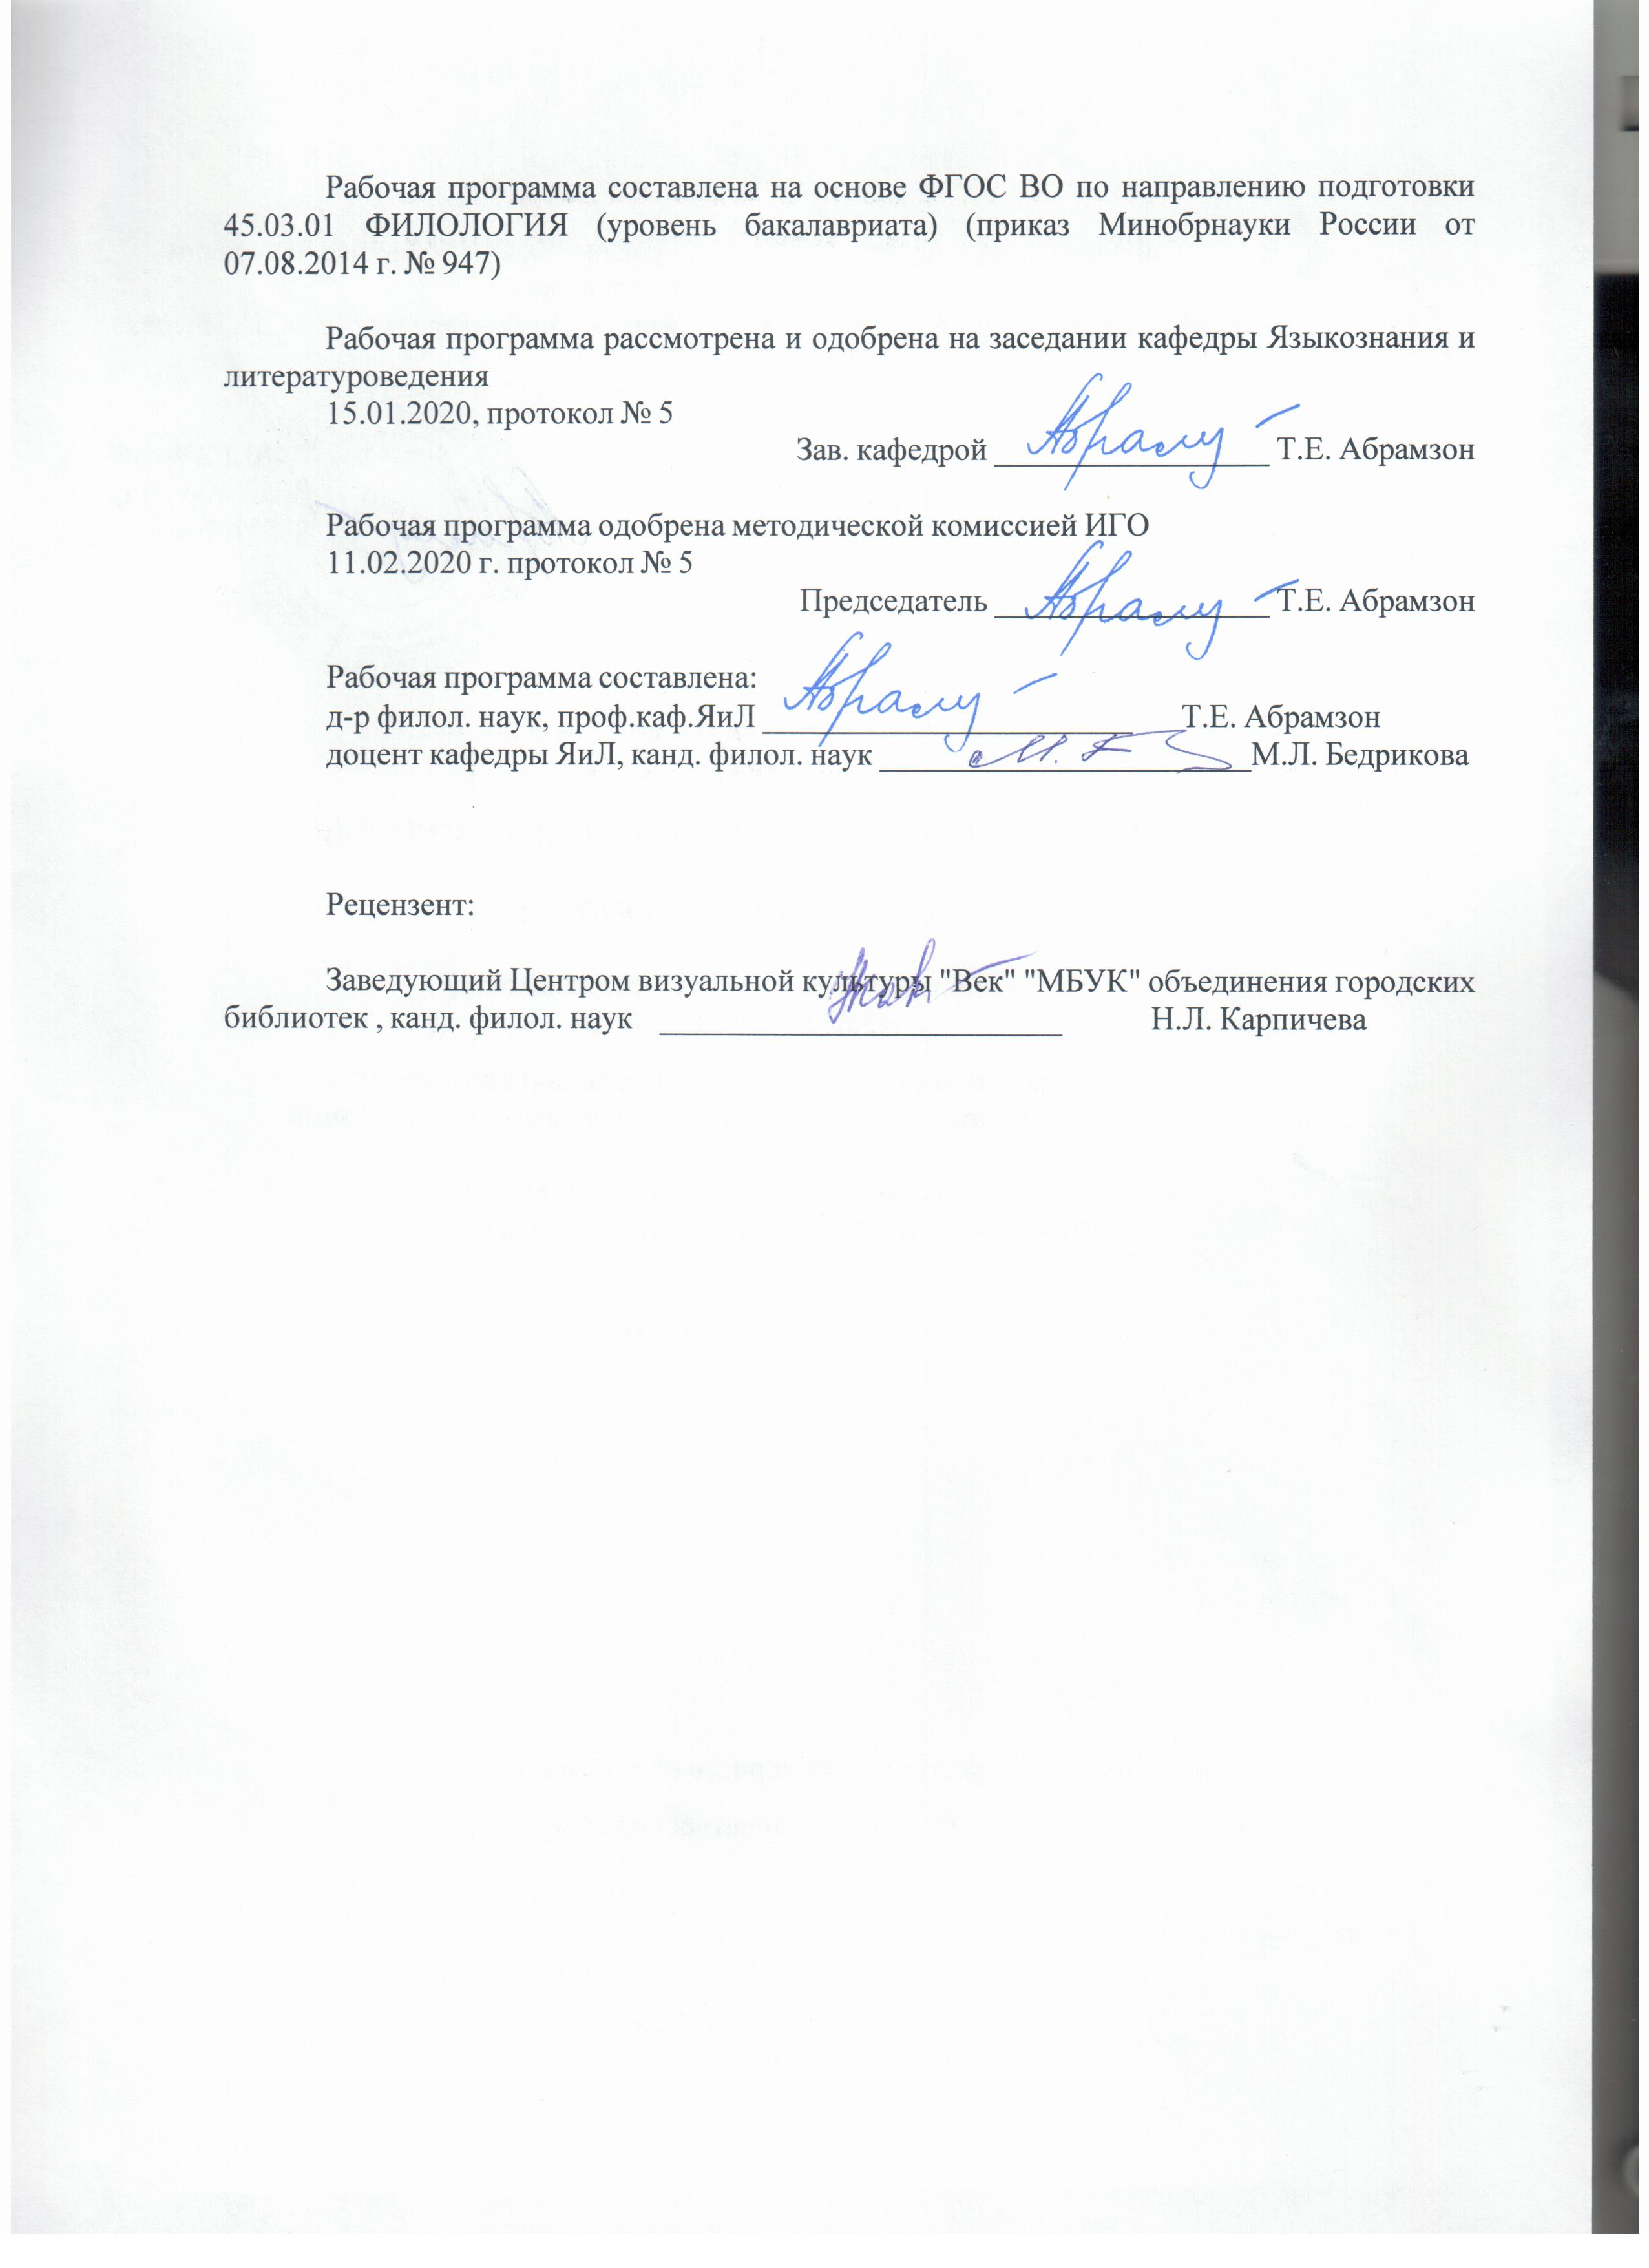 Рабочая программа составлена на основе ФГОС ВО по направлению подготовки
45.03.01 ФИЛОЛОГИЯ (уровень бакалавриата) (приказ Минобрнауки России от
07.08.2014 г. № 947)
Рабочая программа рассмотрена и одобрена на заседании кафедры Языкознания и
литературоведения
15.01.2020, протокол № 5
Зав. кафедрой ________________ Т.Е. Абрамзон
Рабочая программа одобрена методической комиссией ИГО
11.02.2020 г. протокол № 5
Председатель ________________ Т.Е. Абрамзон
Рабочая программа составлена:
д-р филол. наук, проф.каф.ЯиЛ ______________________ Т.Е. Абрамзон
доцент кафедры ЯиЛ, канд. филол. наук ______________________М.Л. Бедрикова
Рецензент:
Заведующий Центром визуальной культуры "Век" "МБУК" объединения городских
библиотек , канд. филол. наук ________________________ Н.Л. Карпичева